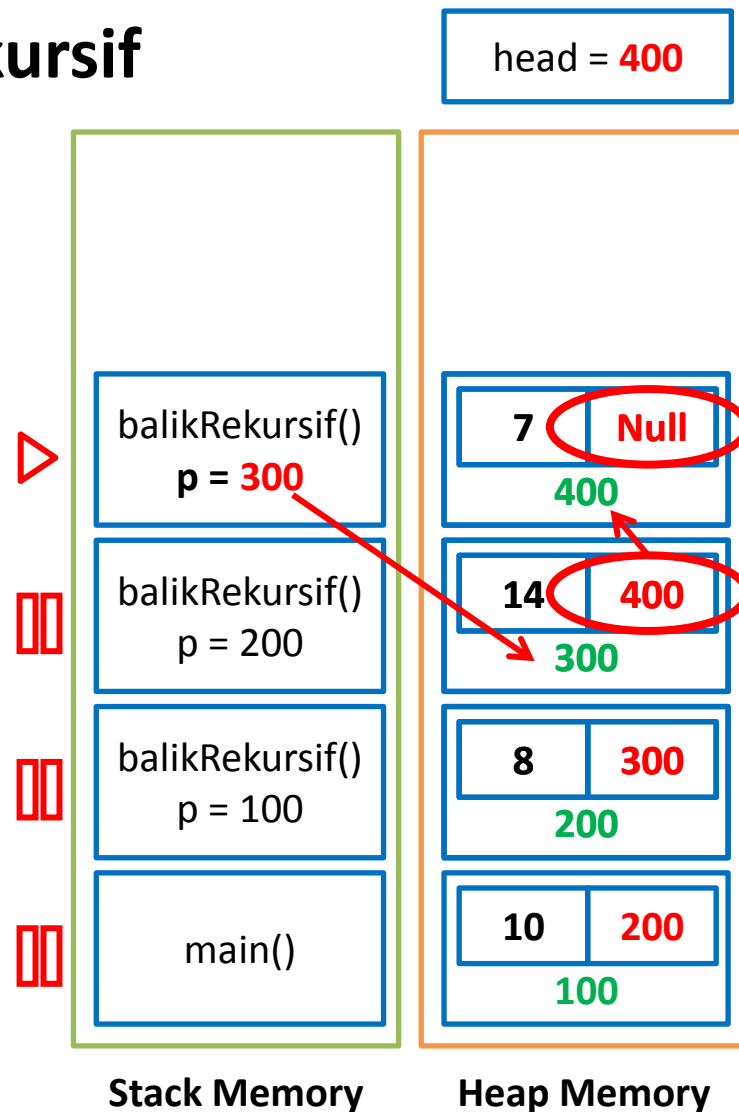 kursif
head = 400
balikRekursif()
p = 300
balikRekursif()
p = 200
balikRekursif()
p = 100
main()
7 Null
400
14 400
300
8 300
200
10 200
100
Stack Memory
Heap Memory